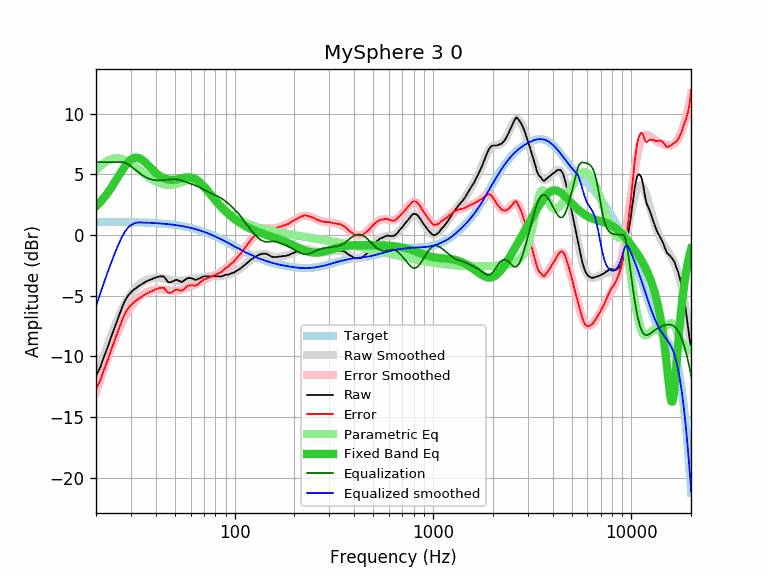 MySphere 3 0
Amplitude (dBr)
10
5
0
−5
−10
−15
−20
Target
Raw Smoothed
Error Smoothed
Raw
Error
Parametric Eq
Fixed Band Eq
Equalization
Equalized smoothed
100
1000
10000
Frequency (Hz)